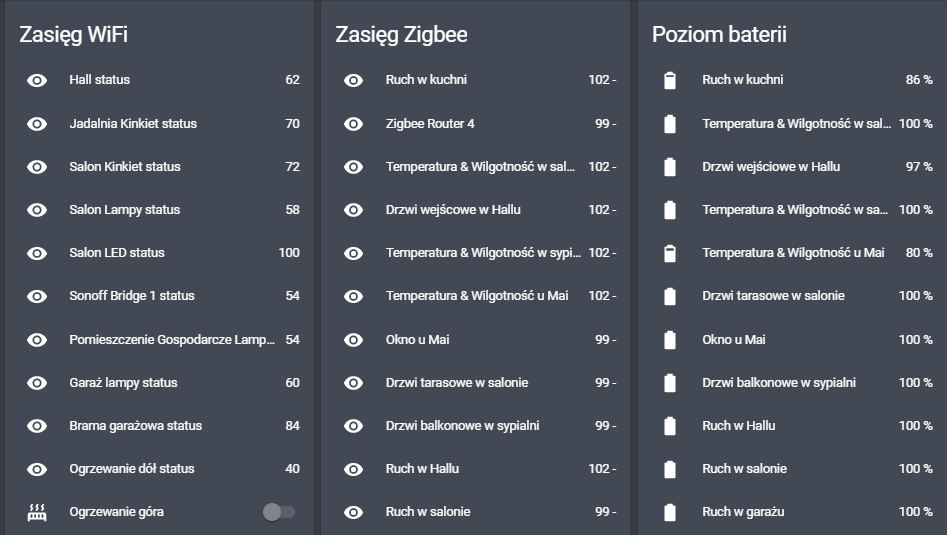 Zasięg WiFi
Hall status 62
Jadalnia Kinkiet status 70
Salon Kinkiet status 72
Salon Lampy status 58
Salon LED status 100
Sonoff Bridge 1 status 54
Pomieszczenie Gospodarcze Lamp... 54
Garaż lampy status 60
Brama garażowa status 84
Ogrzewanie dół status 40
Ogrzewanie góra
Zasięg Zigbee
Ruch w kuchni 102 -
Zigbee Router 4 99 -
Temperatura & Wilgotność w sal... 102 -
Drzwi wejścowe w Hallu 102 -
Temperatura & Wilgotność w sypi... 102 -
Temperatura & Wilgotność u Mai 102 -
Okno u Mai 99 -
Drzwi tarasowe w salonie 99 -
Drzwi balkonowe w sypialni 99 -
Ruch w Hallu 102 -
Ruch w salonie 99 -
Poziom baterii
Ruch w kuchni 86 %
Temperatura & Wilgotność w sal... 100 %
Drzwi wejściowe w Hallu 97 %
Temperatura & Wilgotność w sa... 100 %
Temperatura & Wilgotność u Mai 80 %
Drzwi tarasowe w salonie 100 %
Okno u Mai 100 %
Drzwi balkonowe w sypialni 100 %
Ruch w Hallu 100 %
Ruch w salonie 100 %
Ruch w garażu 100 %